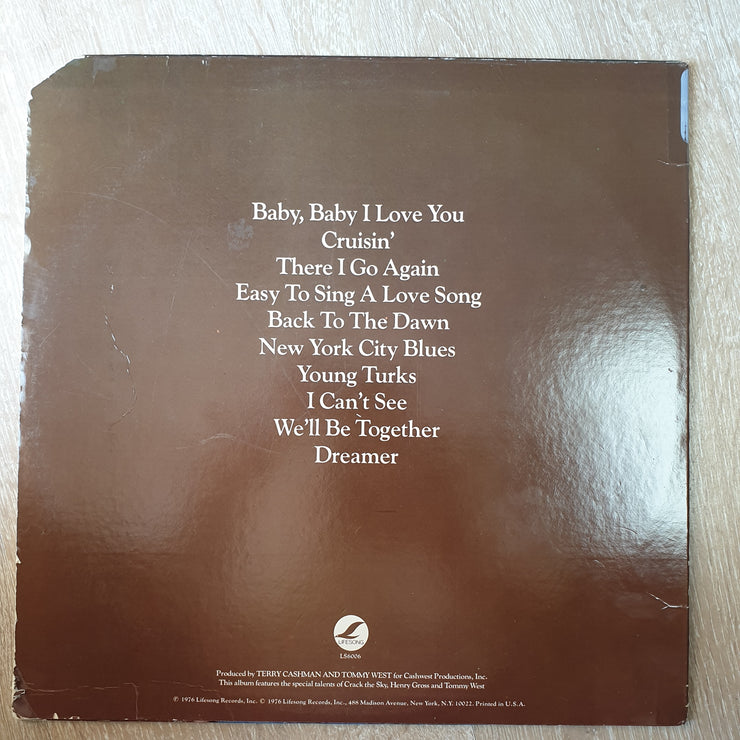 Baby, Baby I Love You
Cruisin'
There I Go Again
Easy To Sing A Love Song
Back To The Dawn
New York City Blues
Young Turks
I Can't See
We'll Be Together
Dreamer
LIFESONG
LS6006
Produced by TERRY CASHMAN AND TOMMY WEST for Cashwest Productions, Inc.
This album features the special talents of Crack the Sky, Henry Gross and Tommy West
℗ 1976 Lifesong Records, Inc. © 1976 Lifesong Records, Inc., 488 Madison Avenue, New York, N.Y. 10022. Printed in U.S.A.